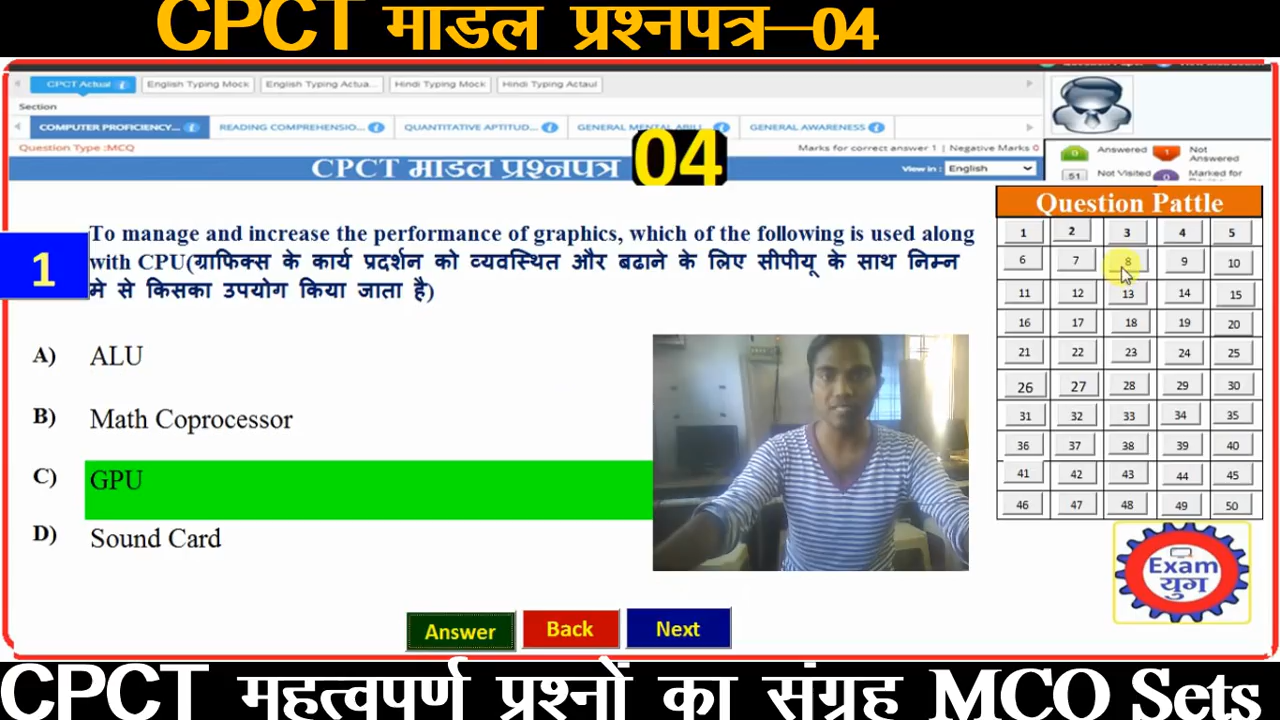 CPCT माडल प्रश्नपत्र–04
CPCT Actual
English Typing Mock
English Typing Actua...
Hindi Typing Mock
Hindi Typing Actaul
Section
COMPUTER PROFICIENCY...
READING COMPREHENSIO...
QUANTITATIVE APTITUD...
GENERAL MENTAL ABILI...
GENERAL AWARENESS
Question Type :MCQ
Marks for correct answer 1 | Negative Marks 0
CPCT माडल प्रश्नपत्र 04
View in : English
0 Answered
1 Not Answered
51 Not Visited
0 Marked for
Question Pattle
1 2 3 4 5
6 7 8 9 10
11 12 13 14 15
16 17 18 19 20
21 22 23 24 25
26 27 28 29 30
31 32 33 34 35
36 37 38 39 40
41 42 43 44 45
46 47 48 49 50
1
To manage and increase the performance of graphics, which of the following is used along
with CPU(ग्राफिक्स के कार्य प्रदर्शन को व्यवस्थित और बढाने के लिए सीपीयू के साथ निम्न
मे से किसका उपयोग किया जाता है)
A) ALU
B) Math Coprocessor
C) GPU
D) Sound Card
Exam
युग
Answer
Back
Next
CPCT महत्वपर्ण प्रश्नों का संग्रह MCQ Sets